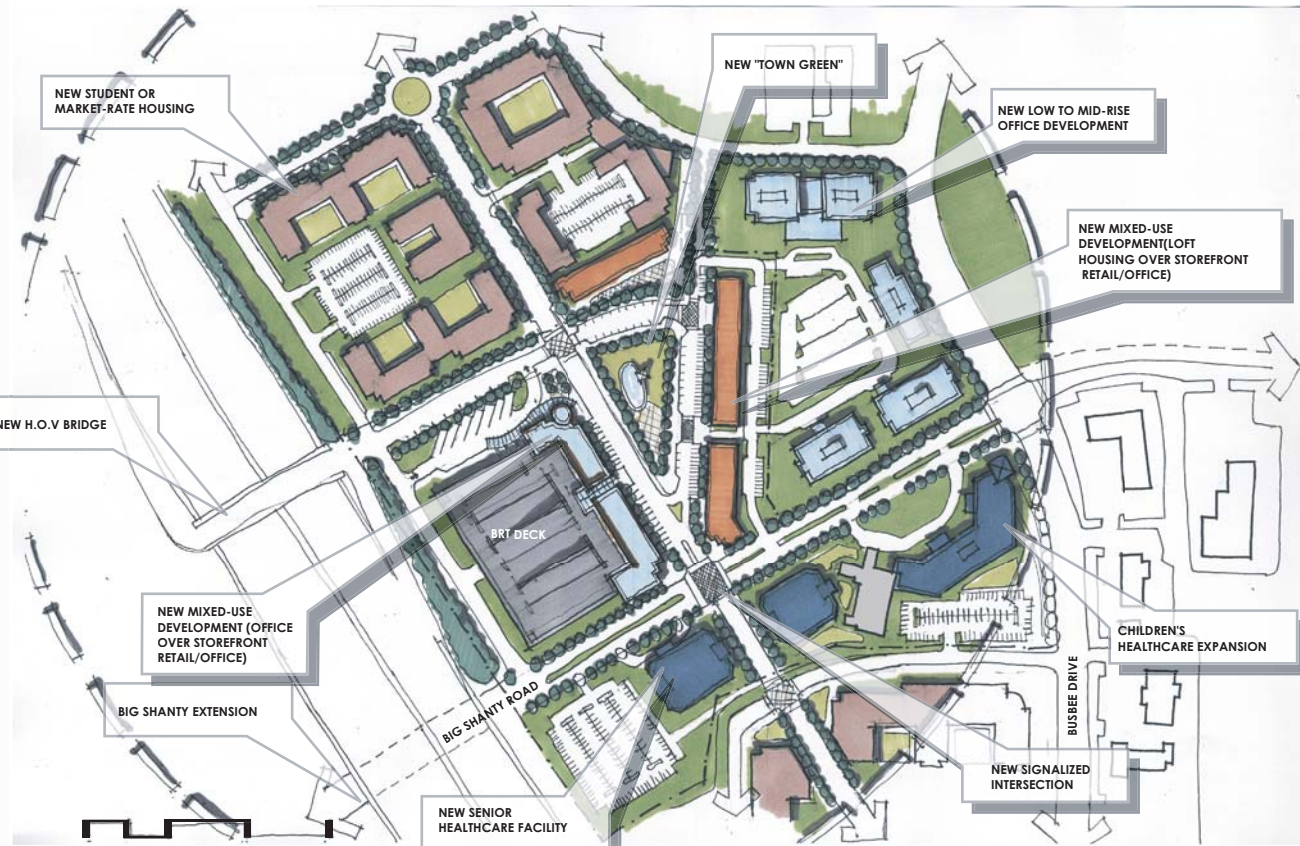 NEW "TOWN GREEN"
NEW STUDENT OR
MARKET-RATE HOUSING
NEW LOW TO MID-RISE
OFFICE DEVELOPMENT
NEW MIXED-USE
DEVELOPMENT(LOFT
HOUSING OVER STOREFRONT
RETAIL/OFFICE)
NEW H.O.V BRIDGE
BRT DECK
NEW MIXED-USE
DEVELOPMENT (OFFICE
OVER STOREFRONT
RETAIL/OFFICE)
CHILDREN'S
HEALTHCARE EXPANSION
BIG SHANTY EXTENSION
BIG SHANTY ROAD
BUSBEE DRIVE
NEW SIGNALIZED
INTERSECTION
NEW SENIOR
HEALTHCARE FACILITY